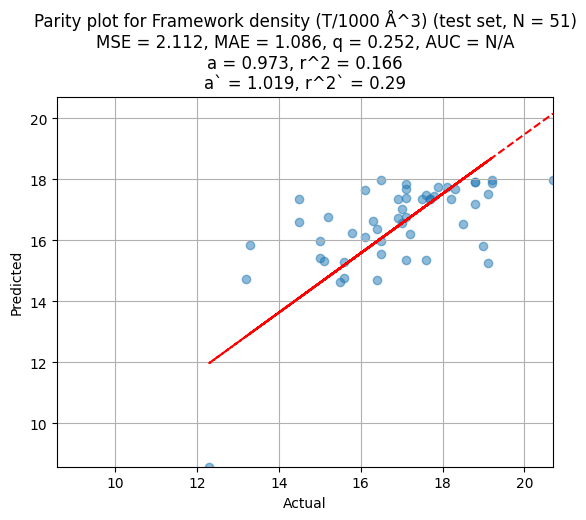 Parity plot for Framework density (T/1000 Å^3) (test set, N = 51)
MSE = 2.112, MAE = 1.086, q = 0.252, AUC = N/A
a = 0.973, r^2 = 0.166
a` = 1.019, r^2` = 0.29
20
18
16
14
12
10
Predicted
10 12 14 16 18 20
Actual